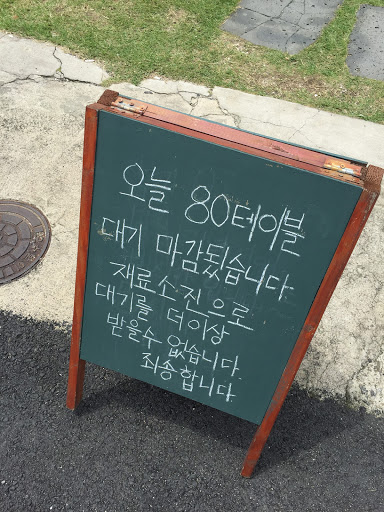 오늘 80테이블
대기 마감됐습니다
재료소진으로
대기를 더이상
받을수 없습니다.
죄송합니다